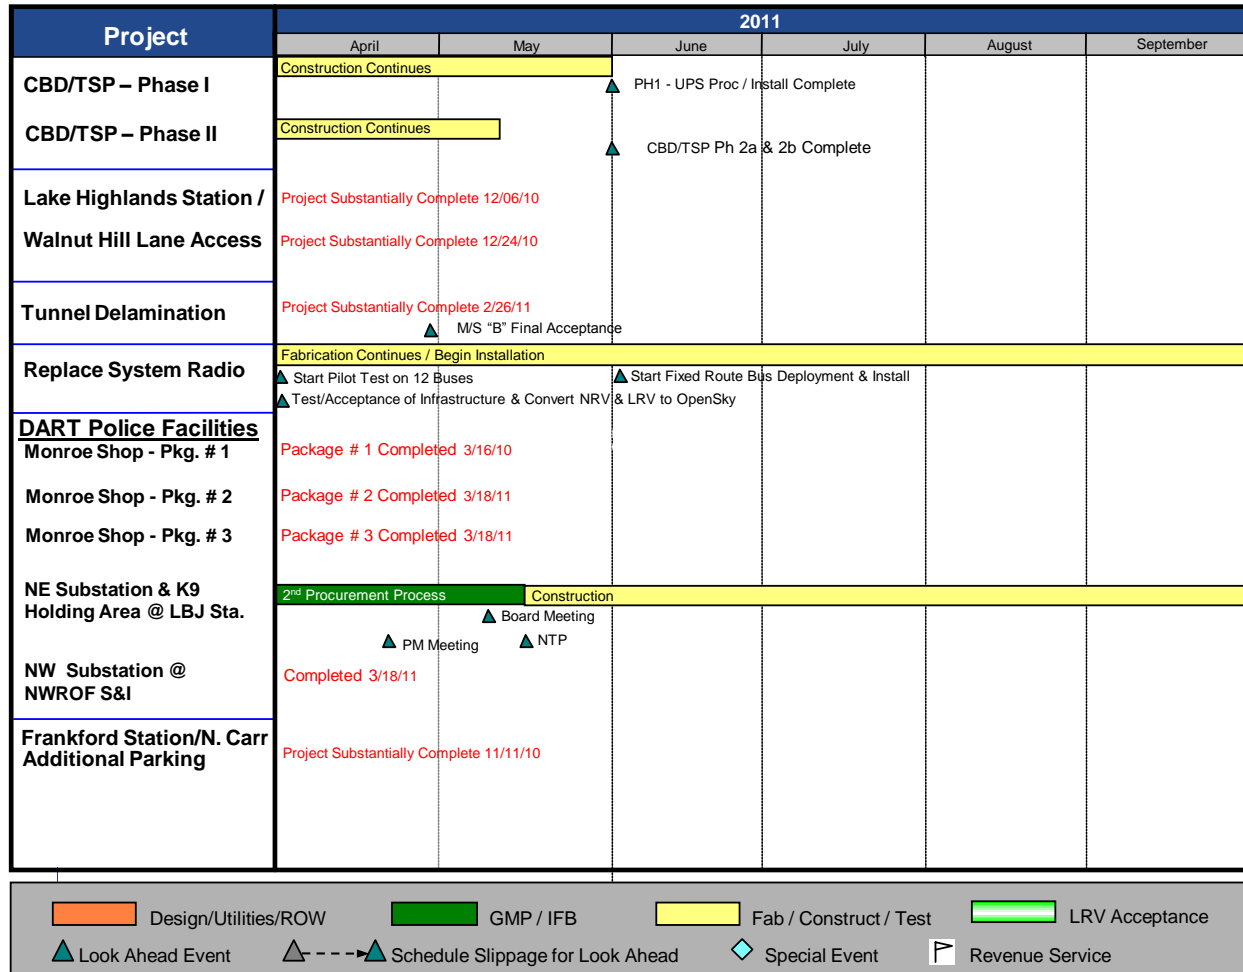 Project
2011
April May June July August September
CBD/TSP – Phase I
Construction Continues
PH1 - UPS Proc / Install Complete
CBD/TSP – Phase II
Construction Continues
CBD/TSP Ph 2a & 2b Complete
Lake Highlands Station /
Project Substantially Complete 12/06/10
Walnut Hill Lane Access
Project Substantially Complete 12/24/10
Tunnel Delamination
Project Substantially Complete 2/26/11
M/S “B” Final Acceptance
Replace System Radio
Fabrication Continues / Begin Installation
Start Pilot Test on 12 Buses
Start Fixed Route Bus Deployment & Install
Test/Acceptance of Infrastructure & Convert NRV & LRV to OpenSky
DART Police Facilities
Monroe Shop - Pkg. # 1
Package # 1 Completed 3/16/10
Monroe Shop - Pkg. # 2
Package # 2 Completed 3/18/11
Monroe Shop - Pkg. # 3
Package # 3 Completed 3/18/11
NE Substation & K9
Holding Area @ LBJ Sta.
2nd Procurement Process
Construction
Board Meeting
PM Meeting
NTP
NW Substation @
NWROF S&I
Completed 3/18/11
Frankford Station/N. Carr
Additional Parking
Project Substantially Complete 11/11/10
Design/Utilities/ROW
GMP / IFB
Fab / Construct / Test
LRV Acceptance
Look Ahead Event
Schedule Slippage for Look Ahead
Special Event
Revenue Service